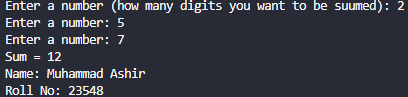 Enter a number (how many digits you want to be suumed): 2
Enter a number: 5
Enter a number: 7
Sum = 12
Name: Muhammad Ashir
Roll No: 23548